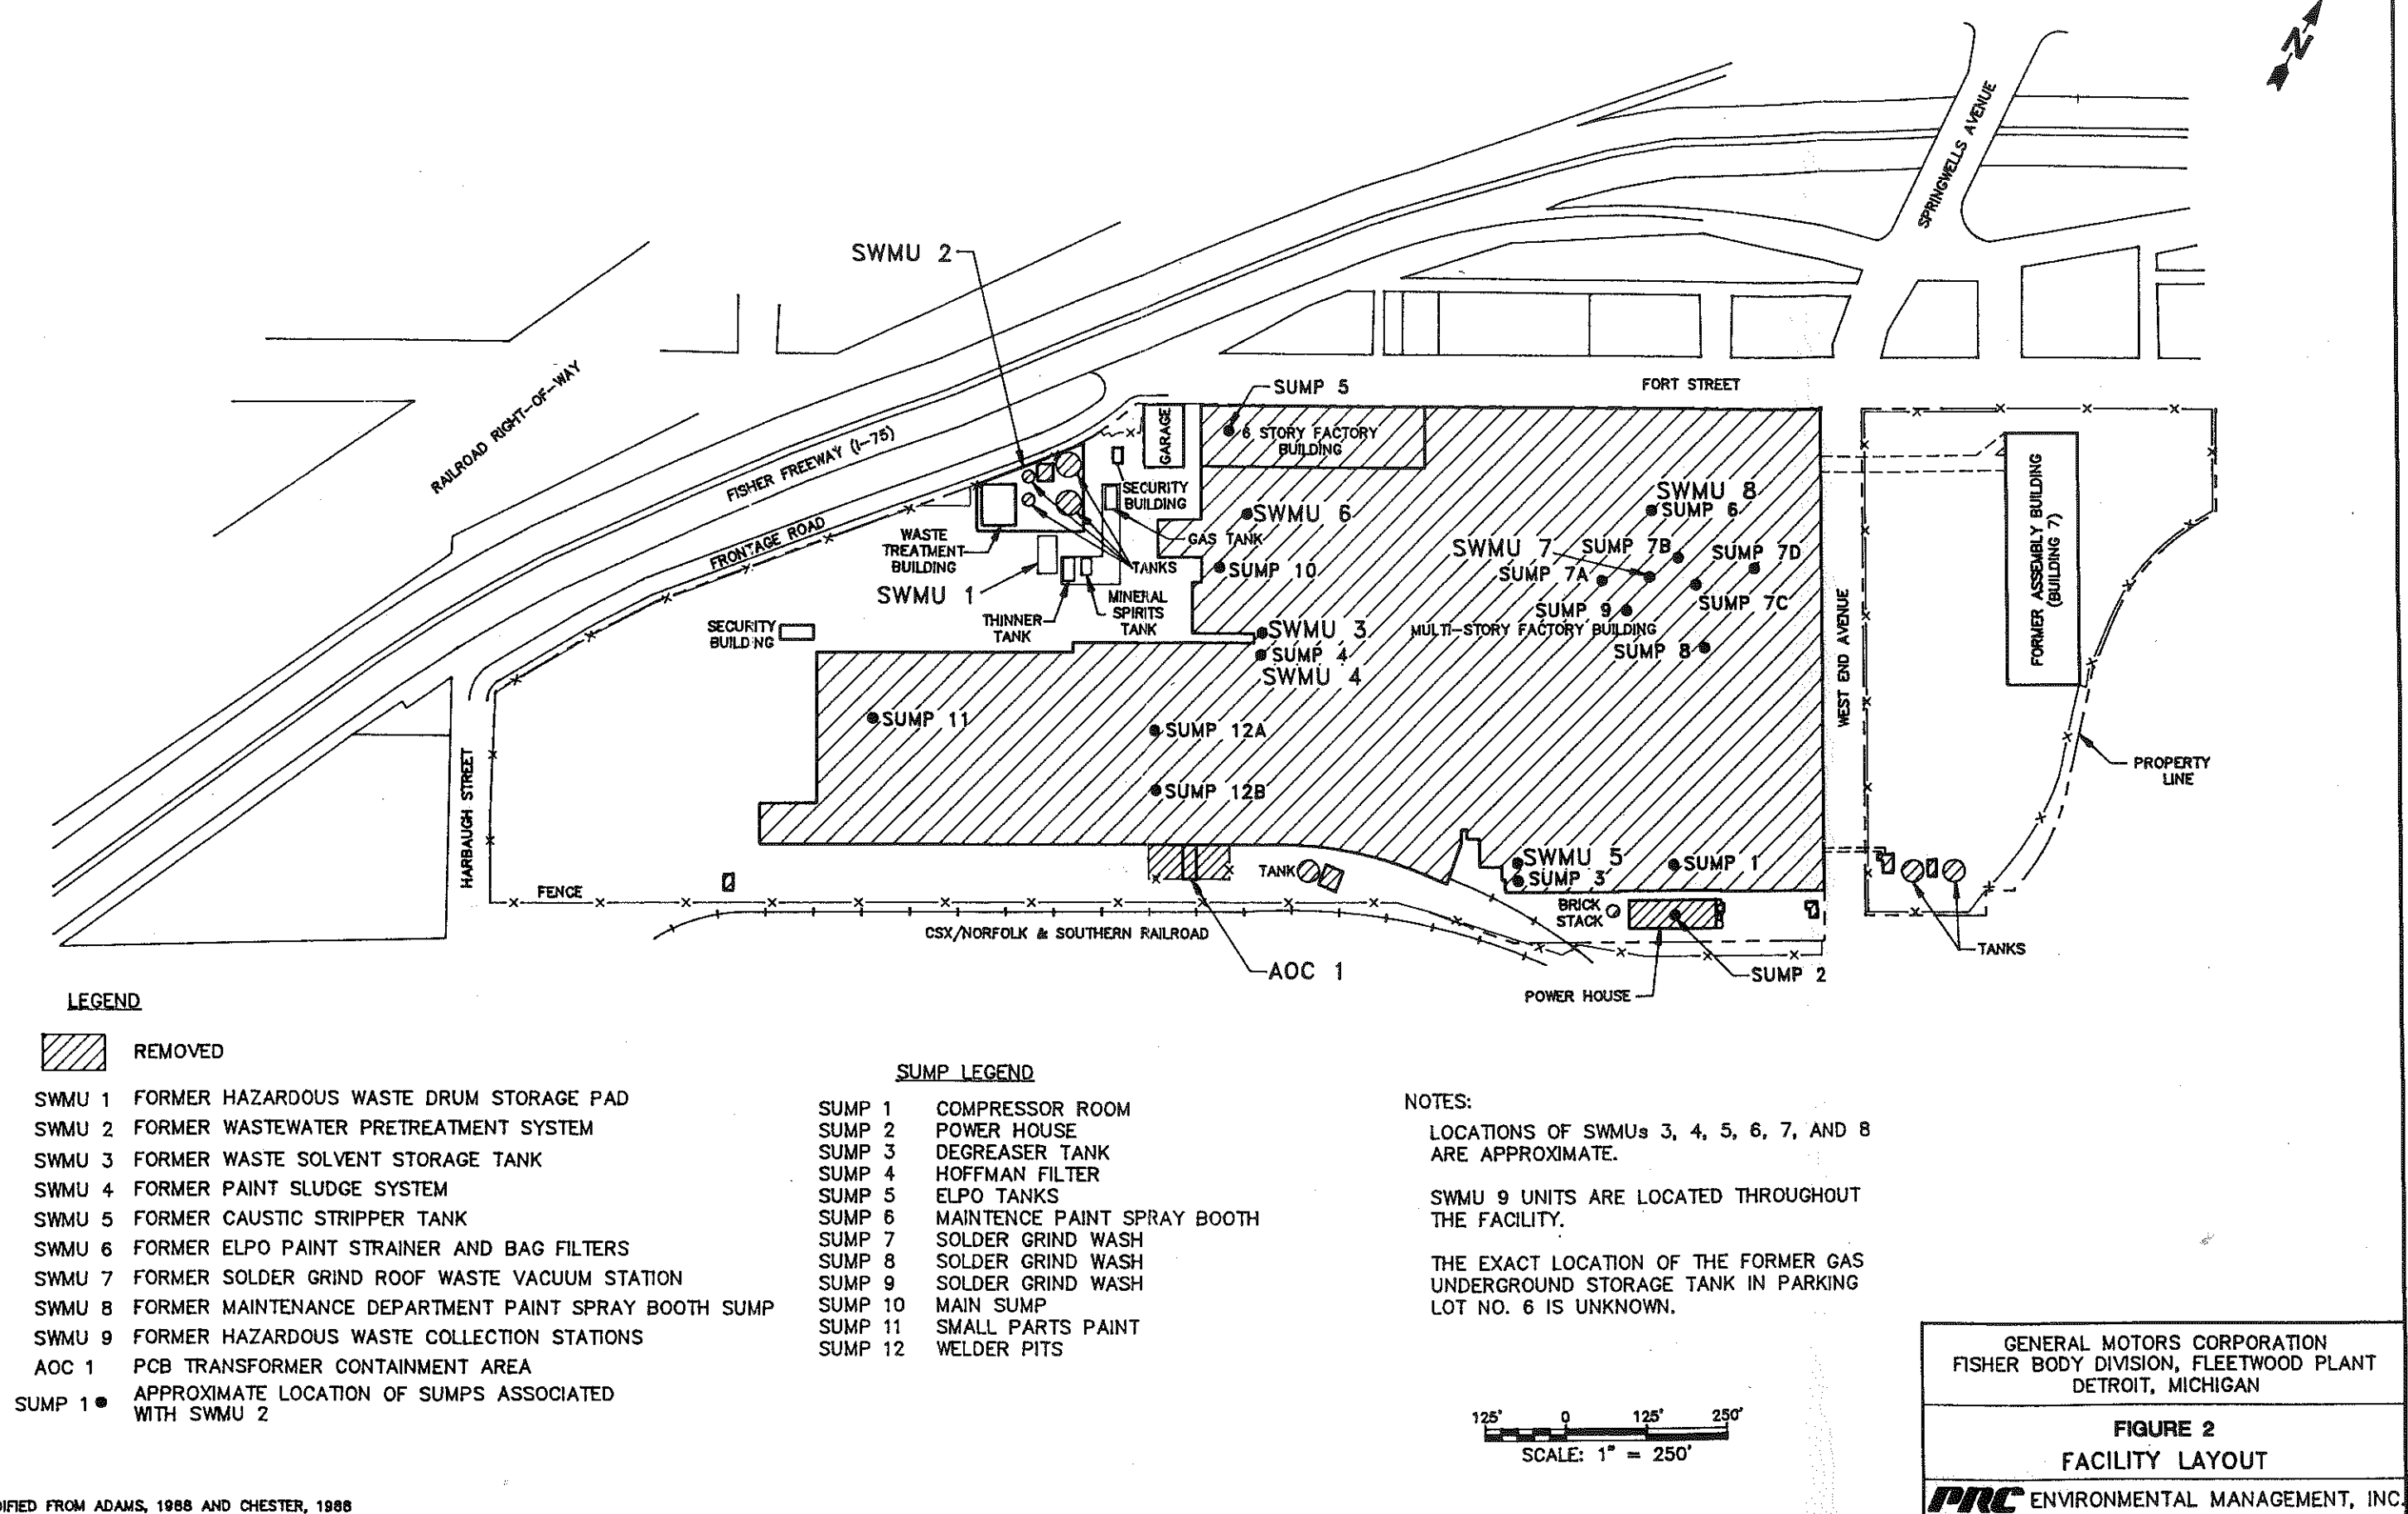 N
SPRINGWELLS AVENUE
SWMU 2
RAILROAD RIGHT-OF-WAY
FISHER FREEWAY (I-75)
FRONTAGE ROAD
FORT STREET
SUMP 5
GARAGE
6 STORY FACTORY
BUILDING
SECURITY
BUILDING
SWMU 6
SWMU 8
SUMP 6
WASTE
TREATMENT
BUILDING
GAS TANK
TANKS
SWMU 7
SUMP 7B
SUMP 7D
SUMP 7A
SUMP 10
SWMU 1
THINNER
TANK
MINERAL
SPIRITS
TANK
SUMP 9
SUMP 7C
SECURITY
BUILDING
SWMU 3
MULTI-STORY FACTORY BUILDING
SUMP 4
SUMP 8
SWMU 4
WEST END AVENUE
FORMER ASSEMBLY BUILDING
(BUILDING 7)
SUMP 11
SUMP 12A
SUMP 12B
PROPERTY
LINE
HARBAUGH STREET
SWMU 5
SUMP 1
TANK
SUMP 3
FENCE
BRICK
STACK
CSX/NORFOLK & SOUTHERN RAILROAD
TANKS
AOC 1
SUMP 2
POWER HOUSE
LEGEND
REMOVED
SWMU 1 FORMER HAZARDOUS WASTE DRUM STORAGE PAD
SWMU 2 FORMER WASTEWATER PRETREATMENT SYSTEM
SWMU 3 FORMER WASTE SOLVENT STORAGE TANK
SWMU 4 FORMER PAINT SLUDGE SYSTEM
SWMU 5 FORMER CAUSTIC STRIPPER TANK
SWMU 6 FORMER ELPO PAINT STRAINER AND BAG FILTERS
SWMU 7 FORMER SOLDER GRIND ROOF WASTE VACUUM STATION
SWMU 8 FORMER MAINTENANCE DEPARTMENT PAINT SPRAY BOOTH SUMP
SWMU 9 FORMER HAZARDOUS WASTE COLLECTION STATIONS
AOC 1 PCB TRANSFORMER CONTAINMENT AREA
SUMP 1 ● APPROXIMATE LOCATION OF SUMPS ASSOCIATED
WITH SWMU 2
SUMP LEGEND
SUMP 1 COMPRESSOR ROOM
SUMP 2 POWER HOUSE
SUMP 3 DEGREASER TANK
SUMP 4 HOFFMAN FILTER
SUMP 5 ELPO TANKS
SUMP 6 MAINTENCE PAINT SPRAY BOOTH
SUMP 7 SOLDER GRIND WASH
SUMP 8 SOLDER GRIND WASH
SUMP 9 SOLDER GRIND WASH
SUMP 10 MAIN SUMP
SUMP 11 SMALL PARTS PAINT
SUMP 12 WELDER PITS
NOTES:
LOCATIONS OF SWMUs 3, 4, 5, 6, 7, AND 8
ARE APPROXIMATE.
SWMU 9 UNITS ARE LOCATED THROUGHOUT
THE FACILITY.
THE EXACT LOCATION OF THE FORMER GAS
UNDERGROUND STORAGE TANK IN PARKING
LOT NO. 6 IS UNKNOWN.
125' 0 125' 250'
SCALE: 1" = 250'
GENERAL MOTORS CORPORATION
FISHER BODY DIVISION, FLEETWOOD PLANT
DETROIT, MICHIGAN
FIGURE 2
FACILITY LAYOUT
PRC ENVIRONMENTAL MANAGEMENT, INC.
DIFIED FROM ADAMS, 1988 AND CHESTER, 1988